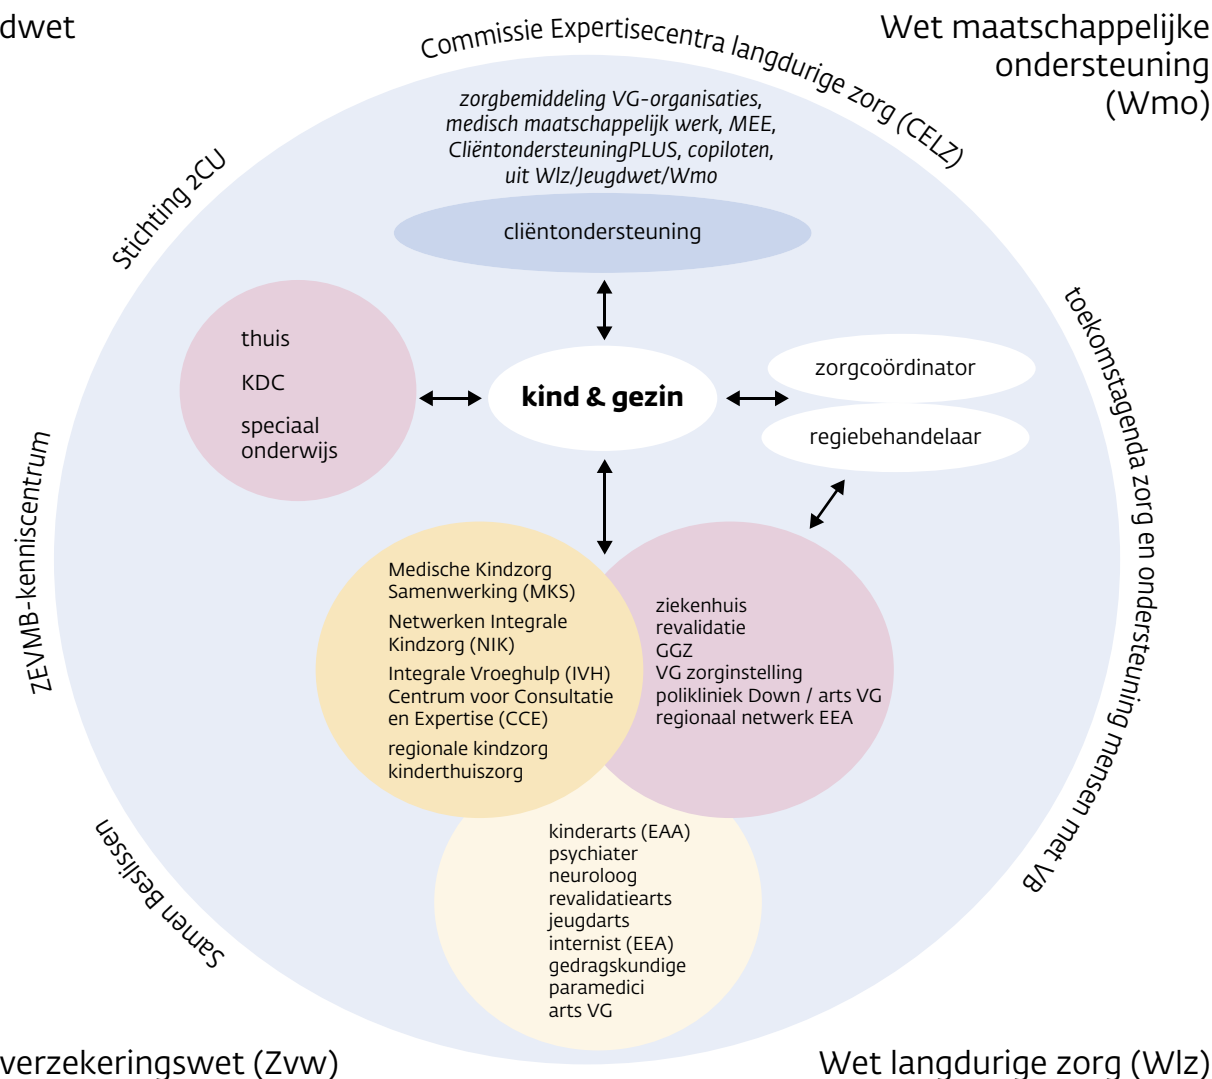 dwet
Wet maatschappelijke
ondersteuning
(Wmo)
Commissie Expertisecentra langdurige zorg (CELZ)
zorgbemiddeling VG-organisaties,
medisch maatschappelijk werk, MEE,
CliëntondersteuningPLUS, copiloten,
uit Wlz/Jeugdwet/Wmo
cliëntondersteuning
Stichting 2CU
thuis
KDC
speciaal
onderwijs
kind & gezin
zorgcoördinator
regiebehandelaar
toekomstagenda zorg en ondersteuning mensen met VB
ZEVMB-kenniscentrum
Medische Kindzorg
Samenwerking (MKS)
Netwerken Integrale
Kindzorg (NIK)
Integrale Vroeghulp (IVH)
Centrum voor Consultatie
en Expertise (CCE)
regionale kindzorg
kinderthuiszorg
ziekenhuis
revalidatie
GGZ
VG zorginstelling
polikliniek Down / arts VG
regionaal netwerk EEA
kinderarts (EAA)
psychiater
neuroloog
revalidatiearts
jeugdarts
internist (EEA)
gedragskundige
paramedici
arts VG
Samen Beslissen
verzekeringswet (Zvw)
Wet langdurige zorg (Wlz)